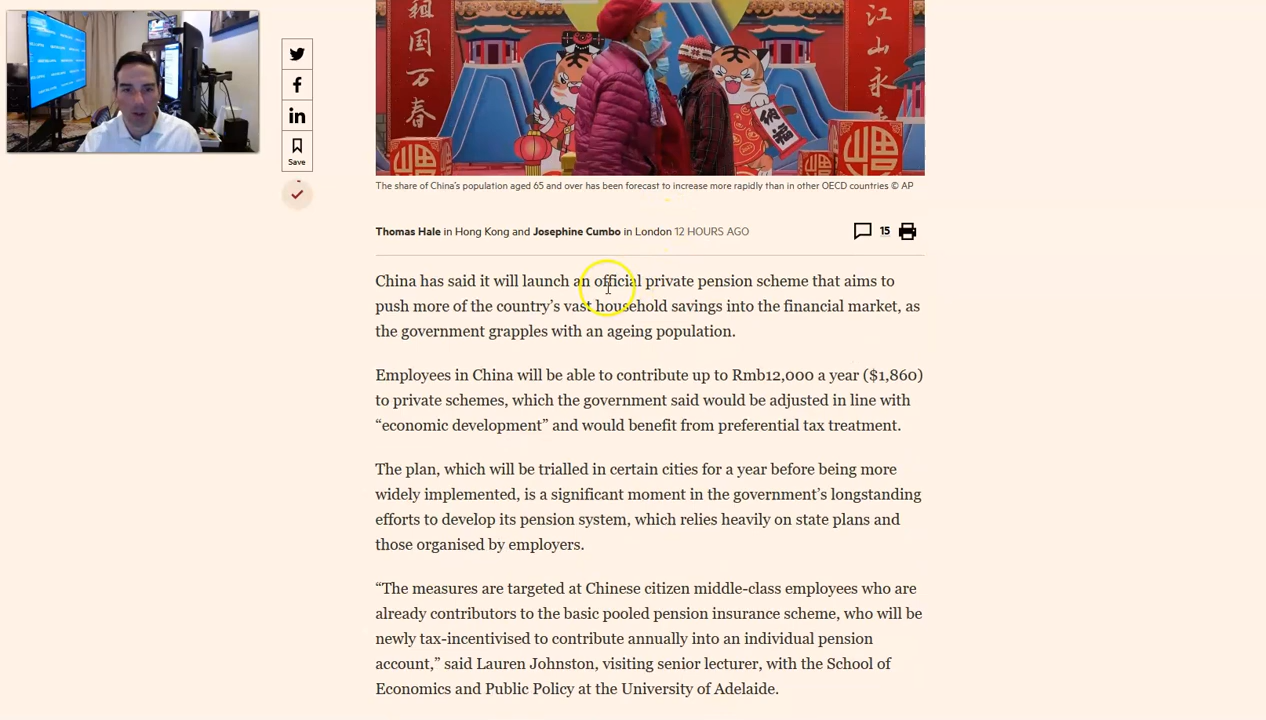 祖国万春
江山永
纳福
Save
The share of China's population aged 65 and over has been forecast to increase more rapidly than in other OECD countries © AP
Thomas Hale in Hong Kong and Josephine Cumbo in London 12 HOURS AGO
15
China has said it will launch an official private pension scheme that aims to
push more of the country's vast household savings into the financial market, as
the government grapples with an ageing population.
Employees in China will be able to contribute up to Rmb12,000 a year ($1,860)
to private schemes, which the government said would be adjusted in line with
“economic development” and would benefit from preferential tax treatment.
The plan, which will be trialled in certain cities for a year before being more
widely implemented, is a significant moment in the government's longstanding
efforts to develop its pension system, which relies heavily on state plans and
those organised by employers.
“The measures are targeted at Chinese citizen middle-class employees who are
already contributors to the basic pooled pension insurance scheme, who will be
newly tax-incentivised to contribute annually into an individual pension
account,” said Lauren Johnston, visiting senior lecturer, with the School of
Economics and Public Policy at the University of Adelaide.